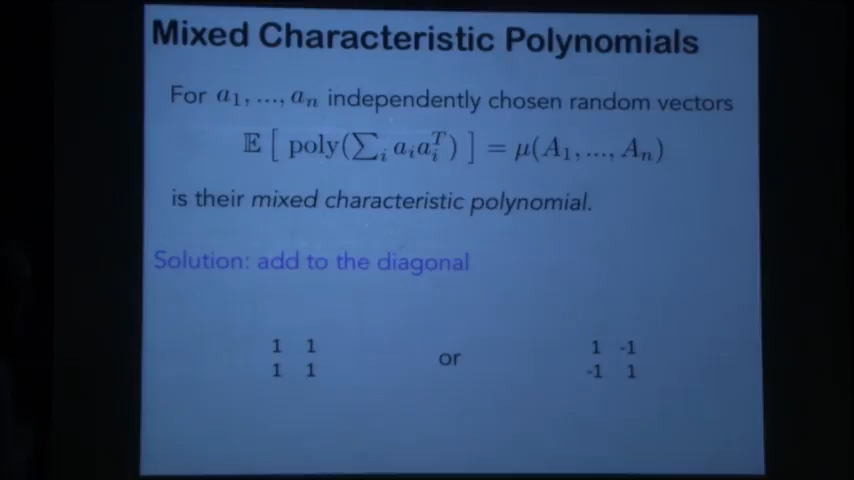 Mixed Characteristic Polynomials
For a₁, ..., aₙ independently chosen random vectors
𝔼 [ poly(∑ᵢ aᵢaᵢᵀ) ] = μ(A₁, ..., Aₙ)
is their mixed characteristic polynomial.
Solution: add to the diagonal
1 1 or 1 -1
1 1 -1 1